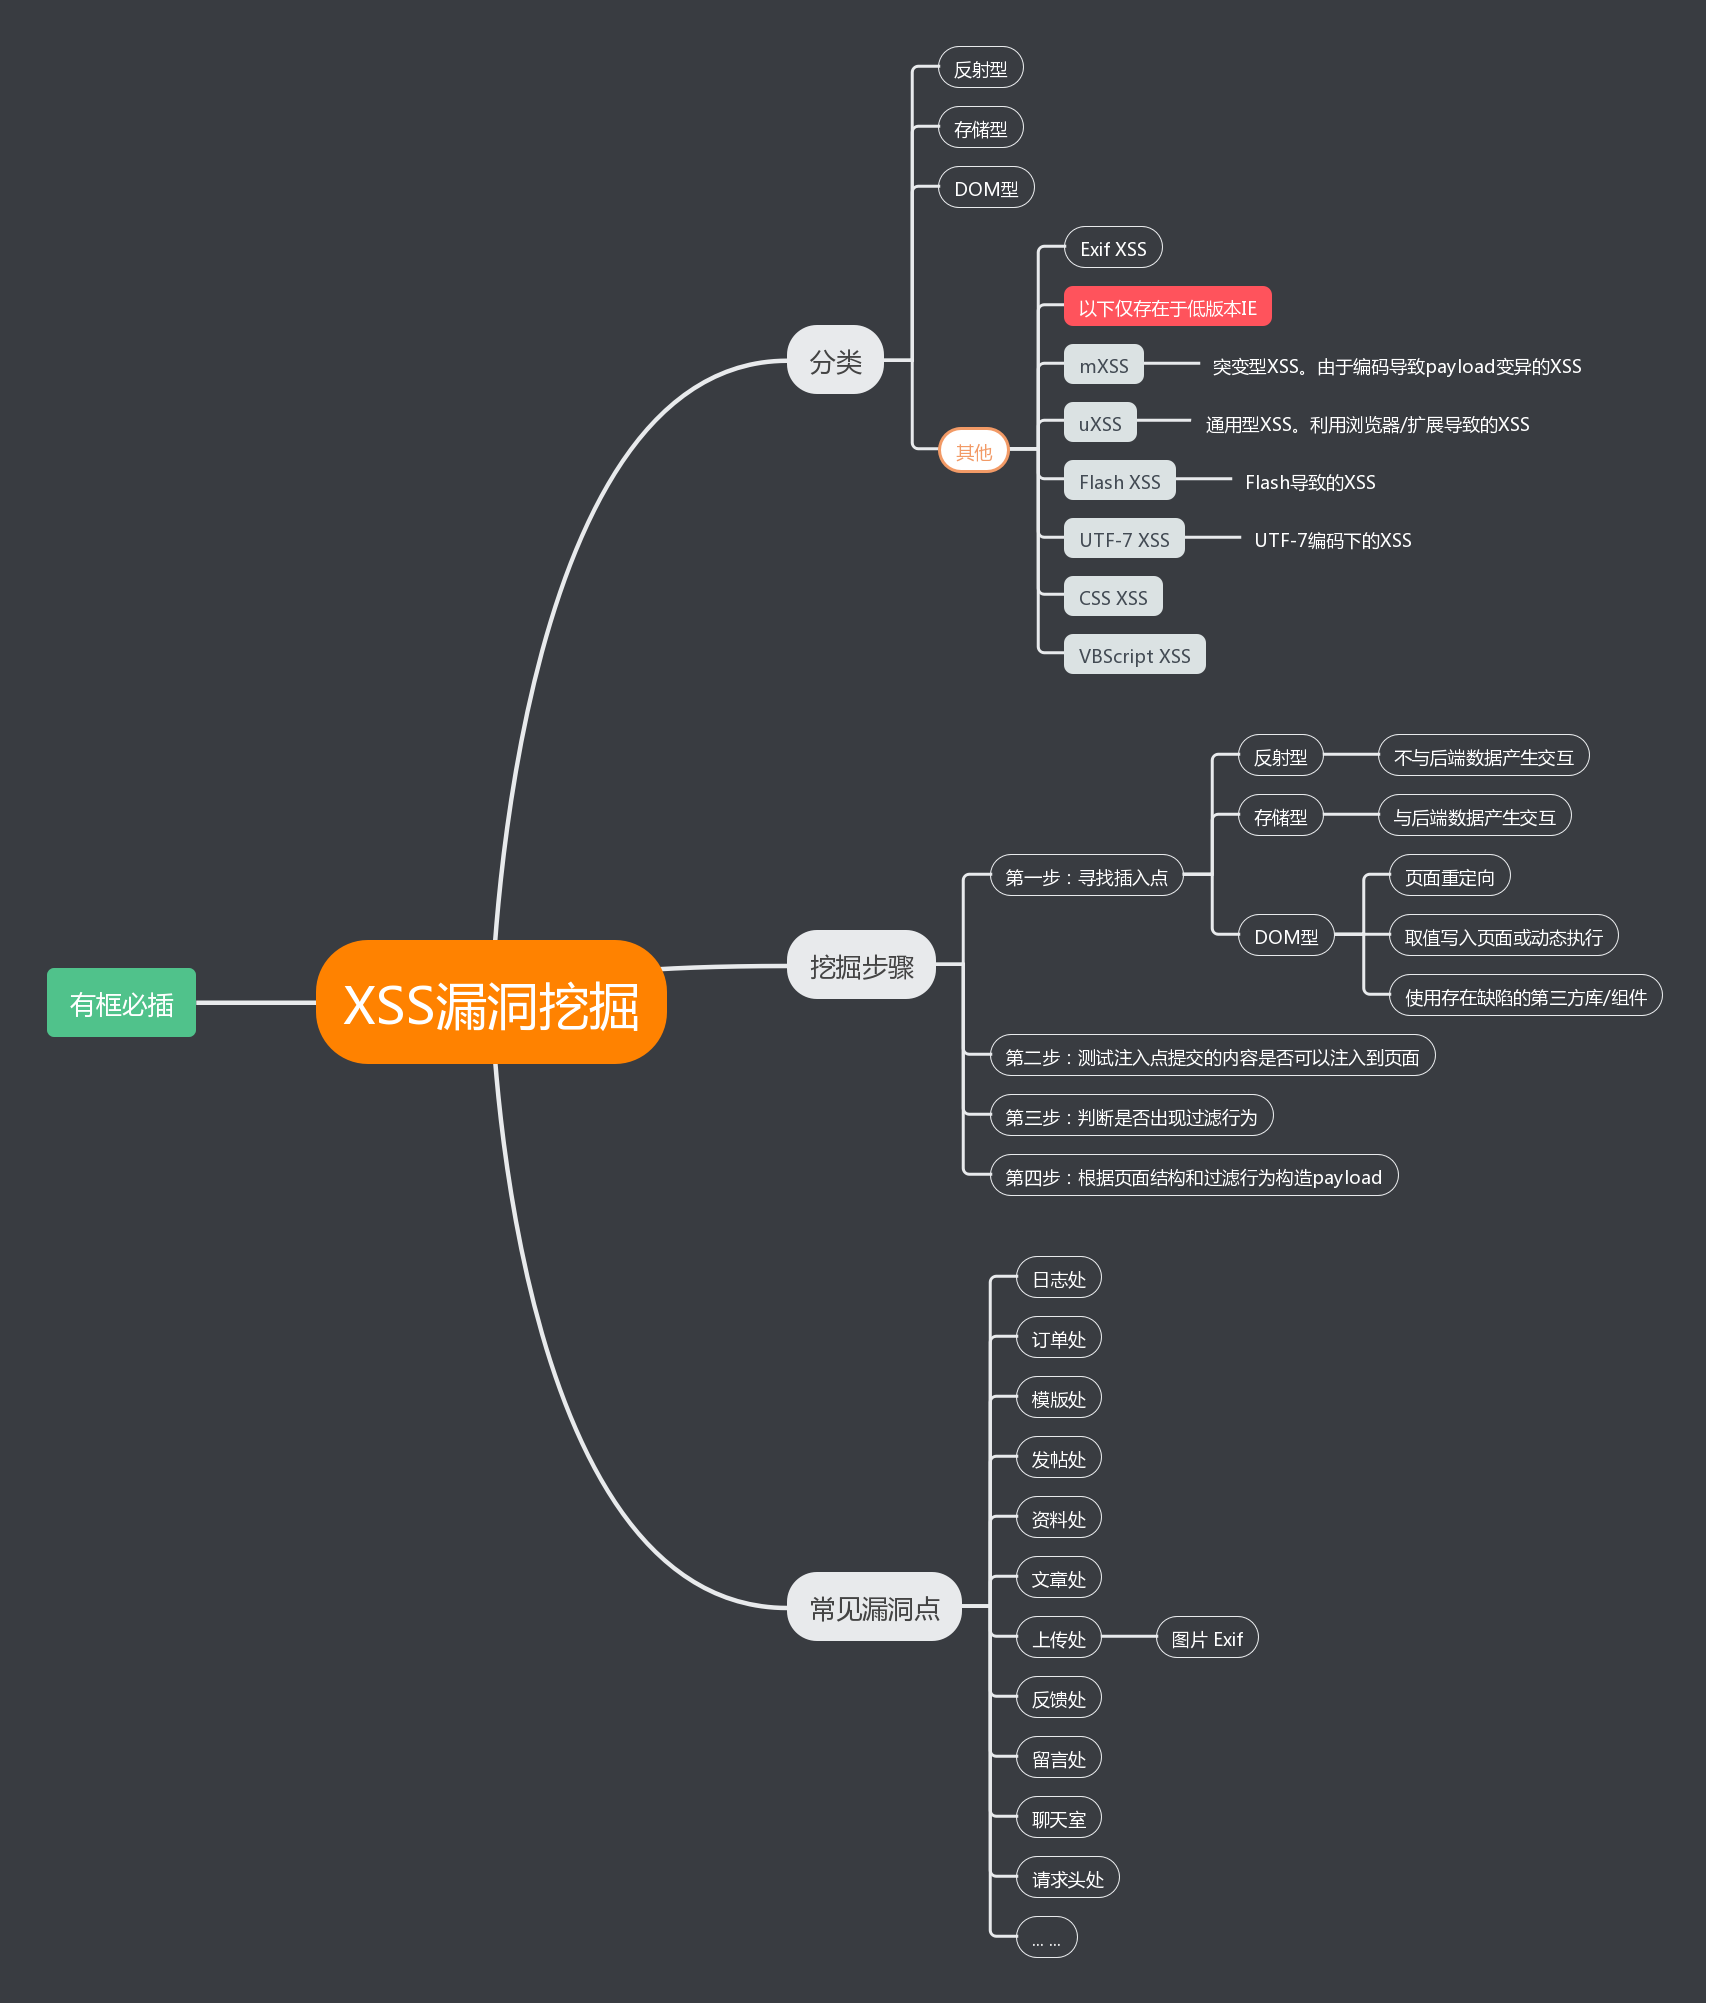 反射型
存储型
DOM型
Exif XSS
以下仅存在于低版本IE
分类
mXSS
突变型XSS。由于编码导致payload变异的XSS
uXSS
通用型XSS。利用浏览器/扩展导致的XSS
其他
Flash XSS
Flash导致的XSS
UTF-7 XSS
UTF-7编码下的XSS
CSS XSS
VBScript XSS
反射型
不与后端数据产生交互
存储型
与后端数据产生交互
第一步：寻找插入点
页面重定向
DOM型
取值写入页面或动态执行
使用存在缺陷的第三方库/组件
挖掘步骤
有框必插
XSS漏洞挖掘
第二步：测试注入点提交的内容是否可以注入到页面
第三步：判断是否出现过滤行为
第四步：根据页面结构和过滤行为构造payload
日志处
订单处
模版处
发帖处
资料处
文章处
常见漏洞点
上传处
图片 Exif
反馈处
留言处
聊天室
请求头处
... ...